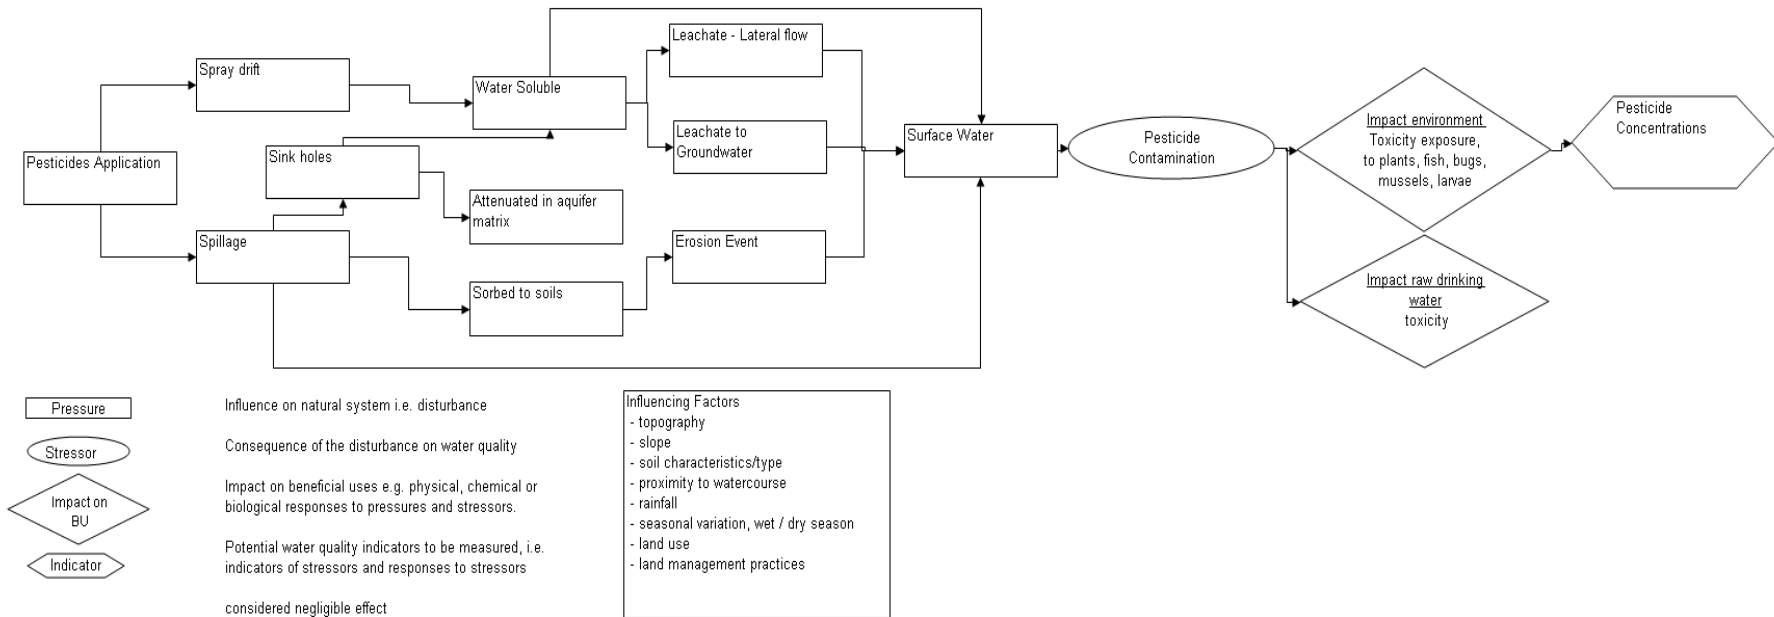 Leachate - Lateral flow
Spray drift
Water Soluble
Pesticide
Concentrations
Impact environment
Toxicity exposure,
to plants, fish, bugs,
mussels, larvae
Leachate to
Groundwater
Surface Water
Pesticide
Contamination
Pesticides Application
Sink holes
Attenuated in aquifer
matrix
Spillage
Erosion Event
Sorbed to soils
Impact raw drinking
water
toxicity
Pressure
Influence on natural system i.e. disturbance
Stressor
Consequence of the disturbance on water quality
Impact on
BU
Impact on beneficial uses e.g. physical, chemical or
biological responses to pressures and stressors.
Indicator
Potential water quality indicators to be measured, i.e.
indicators of stressors and responses to stressors
considered negligible effect
Influencing Factors
- topography
- slope
- soil characteristics/type
- proximity to watercourse
- rainfall
- seasonal variation, wet / dry season
- land use
- land management practices